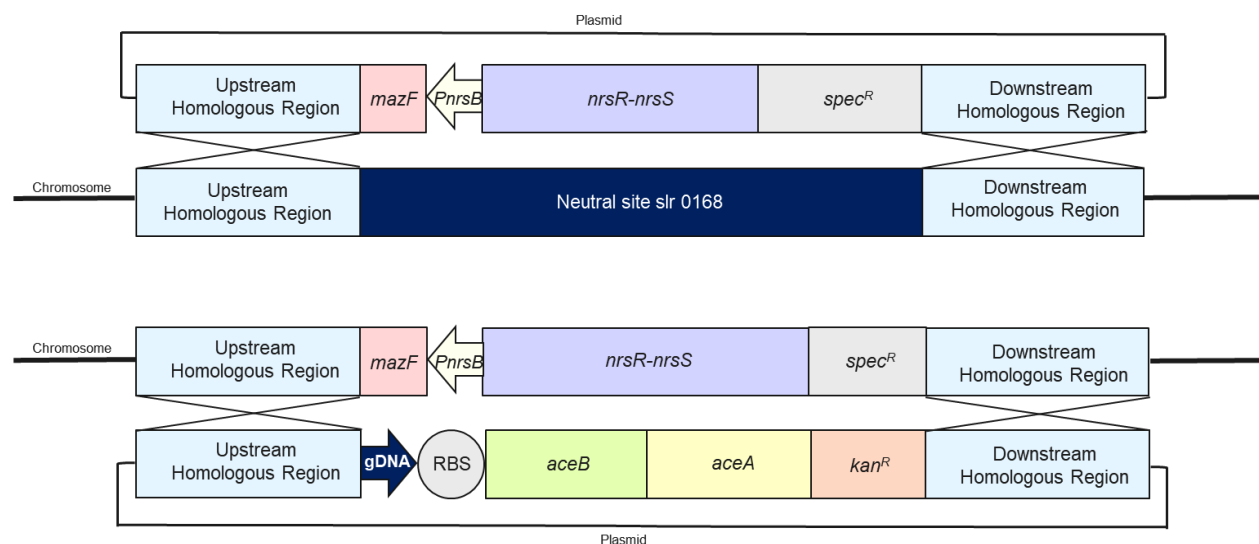 Plasmid
Upstream
Homologous Region
mazF
PnrsB
nrsR-nrsS
specᴿ
Downstream
Homologous Region
Chromosome
Upstream
Homologous Region
Neutral site slr 0168
Downstream
Homologous Region
Chromosome
Upstream
Homologous Region
mazF
PnrsB
nrsR-nrsS
specᴿ
Downstream
Homologous Region
Upstream
Homologous Region
gDNA
RBS
aceB
aceA
kanᴿ
Downstream
Homologous Region
Plasmid